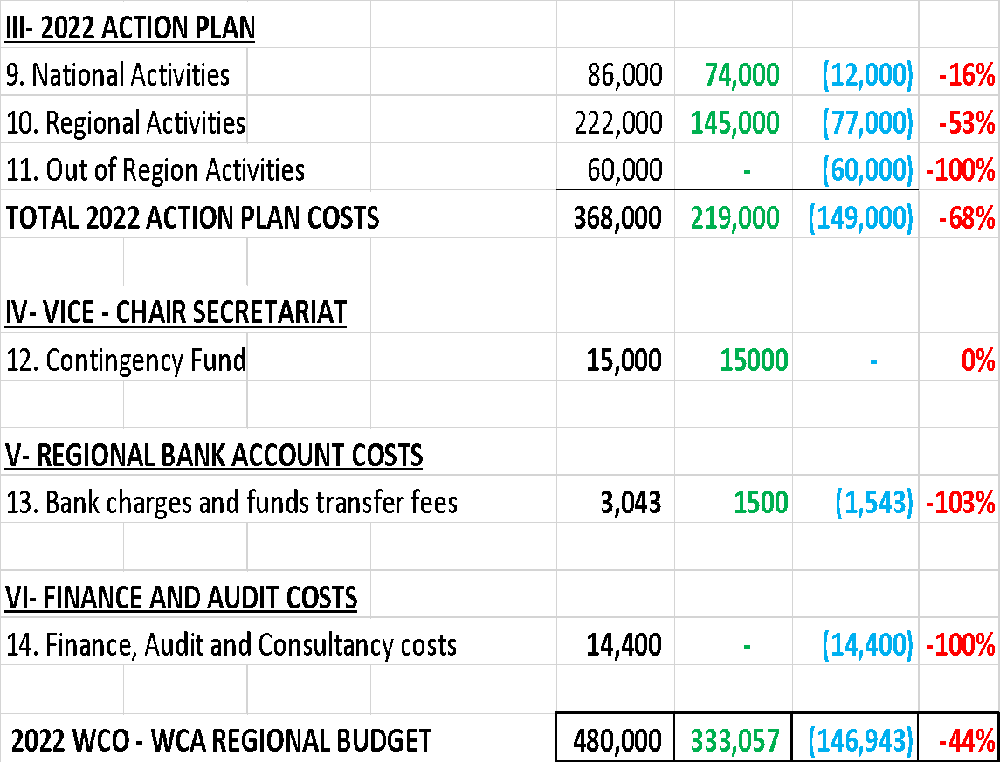 III- 2022 ACTION PLAN
9. National Activities 86,000 74,000 (12,000) -16%
10. Regional Activities 222,000 145,000 (77,000) -53%
11. Out of Region Activities 60,000 - (60,000) -100%
TOTAL 2022 ACTION PLAN COSTS 368,000 219,000 (149,000) -68%
IV- VICE - CHAIR SECRETARIAT
12. Contingency Fund 15,000 15000 - 0%
V- REGIONAL BANK ACCOUNT COSTS
13. Bank charges and funds transfer fees 3,043 1500 (1,543) -103%
VI- FINANCE AND AUDIT COSTS
14. Finance, Audit and Consultancy costs 14,400 - (14,400) -100%
2022 WCO - WCA REGIONAL BUDGET 480,000 333,057 (146,943) -44%